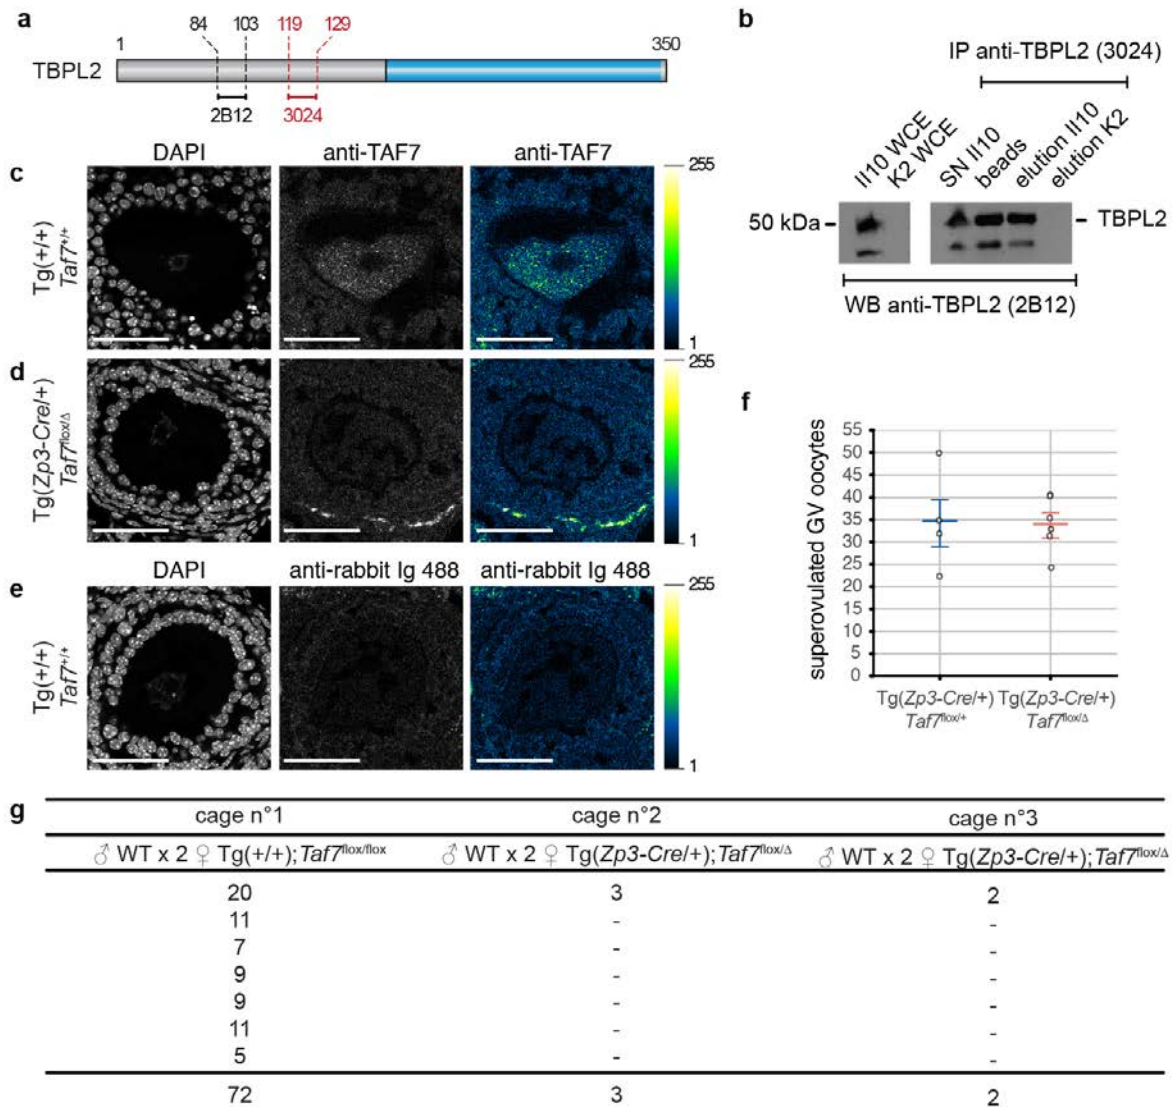 a
84 103 119 129
1 350
TBPL2
2B12 3024
b
IP anti-TBPL2 (3024)
II10 WCE
K2 WCE
SN II10
beads
elution II10
elution K2
50 kDa
TBPL2
WB anti-TBPL2 (2B12)
DAPI anti-TAF7 anti-TAF7
c
Tg(+/+)
Taf7+/+
255
1
d
Tg(Zp3-Cre/+)
Taf7flox/Δ
255
1
DAPI anti-rabbit Ig 488 anti-rabbit Ig 488
e
Tg(+/+)
Taf7+/+
255
1
f
superovulated GV oocytes
55
50
45
40
35
30
25
20
15
10
5
0
Tg(Zp3-Cre/+) Tg(Zp3-Cre/+)
Taf7flox/+ Taf7flox/Δ
g
cage n°1 cage n°2 cage n°3
♂ WT x 2 ♀ Tg(+/+);Taf7flox/flox ♂ WT x 2 ♀ Tg(Zp3-Cre/+);Taf7flox/Δ ♂ WT x 2 ♀ Tg(Zp3-Cre/+);Taf7flox/Δ
20 3 2
11 - -
7 - -
9 - -
9 - -
11 - -
5 - -
72 3 2